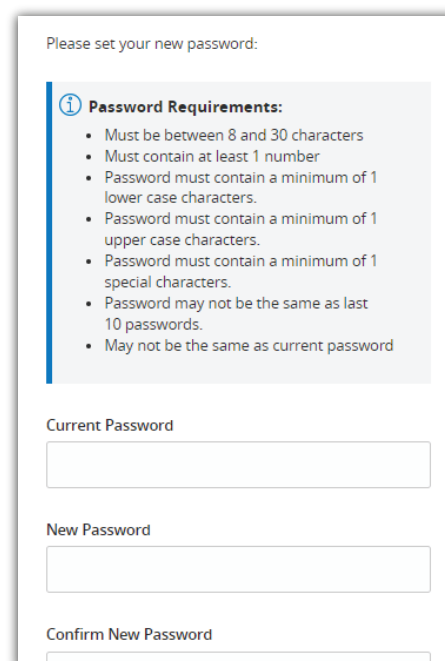 Please set your new password:
Password Requirements:
• Must be between 8 and 30 characters
• Must contain at least 1 number
• Password must contain a minimum of 1
lower case characters.
• Password must contain a minimum of 1
upper case characters.
• Password must contain a minimum of 1
special characters.
• Password may not be the same as last
10 passwords.
• May not be the same as current password
Current Password
New Password
Confirm New Password